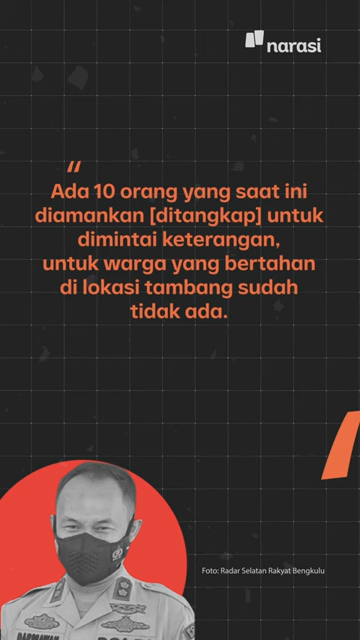 narasi
“
Ada 10 orang yang saat ini
diamankan [ditangkap] untuk
dimintai keterangan,
untuk warga yang bertahan
di lokasi tambang sudah
tidak ada.
Foto: Radar Selatan Rakyat Bengkulu